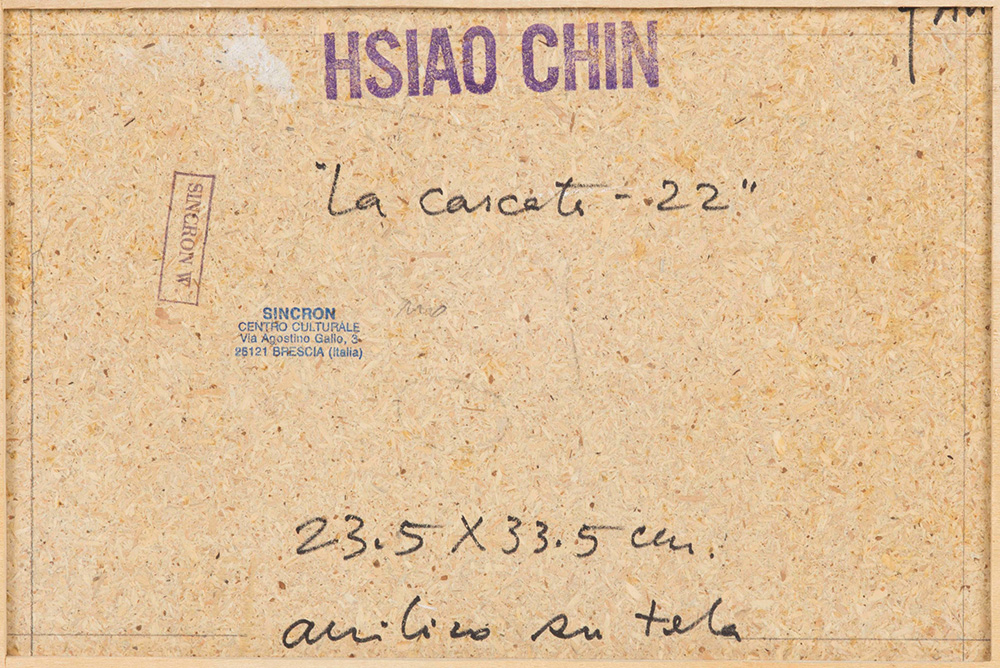 HSIAO CHIN
"La cascata - 22"
SINCRON W
SINCRON
CENTRO CULTURALE
Via Agostino Gallo, 3
25121 BRESCIA (Italia)
23.5 X 33.5 cm.
acrilico su tela